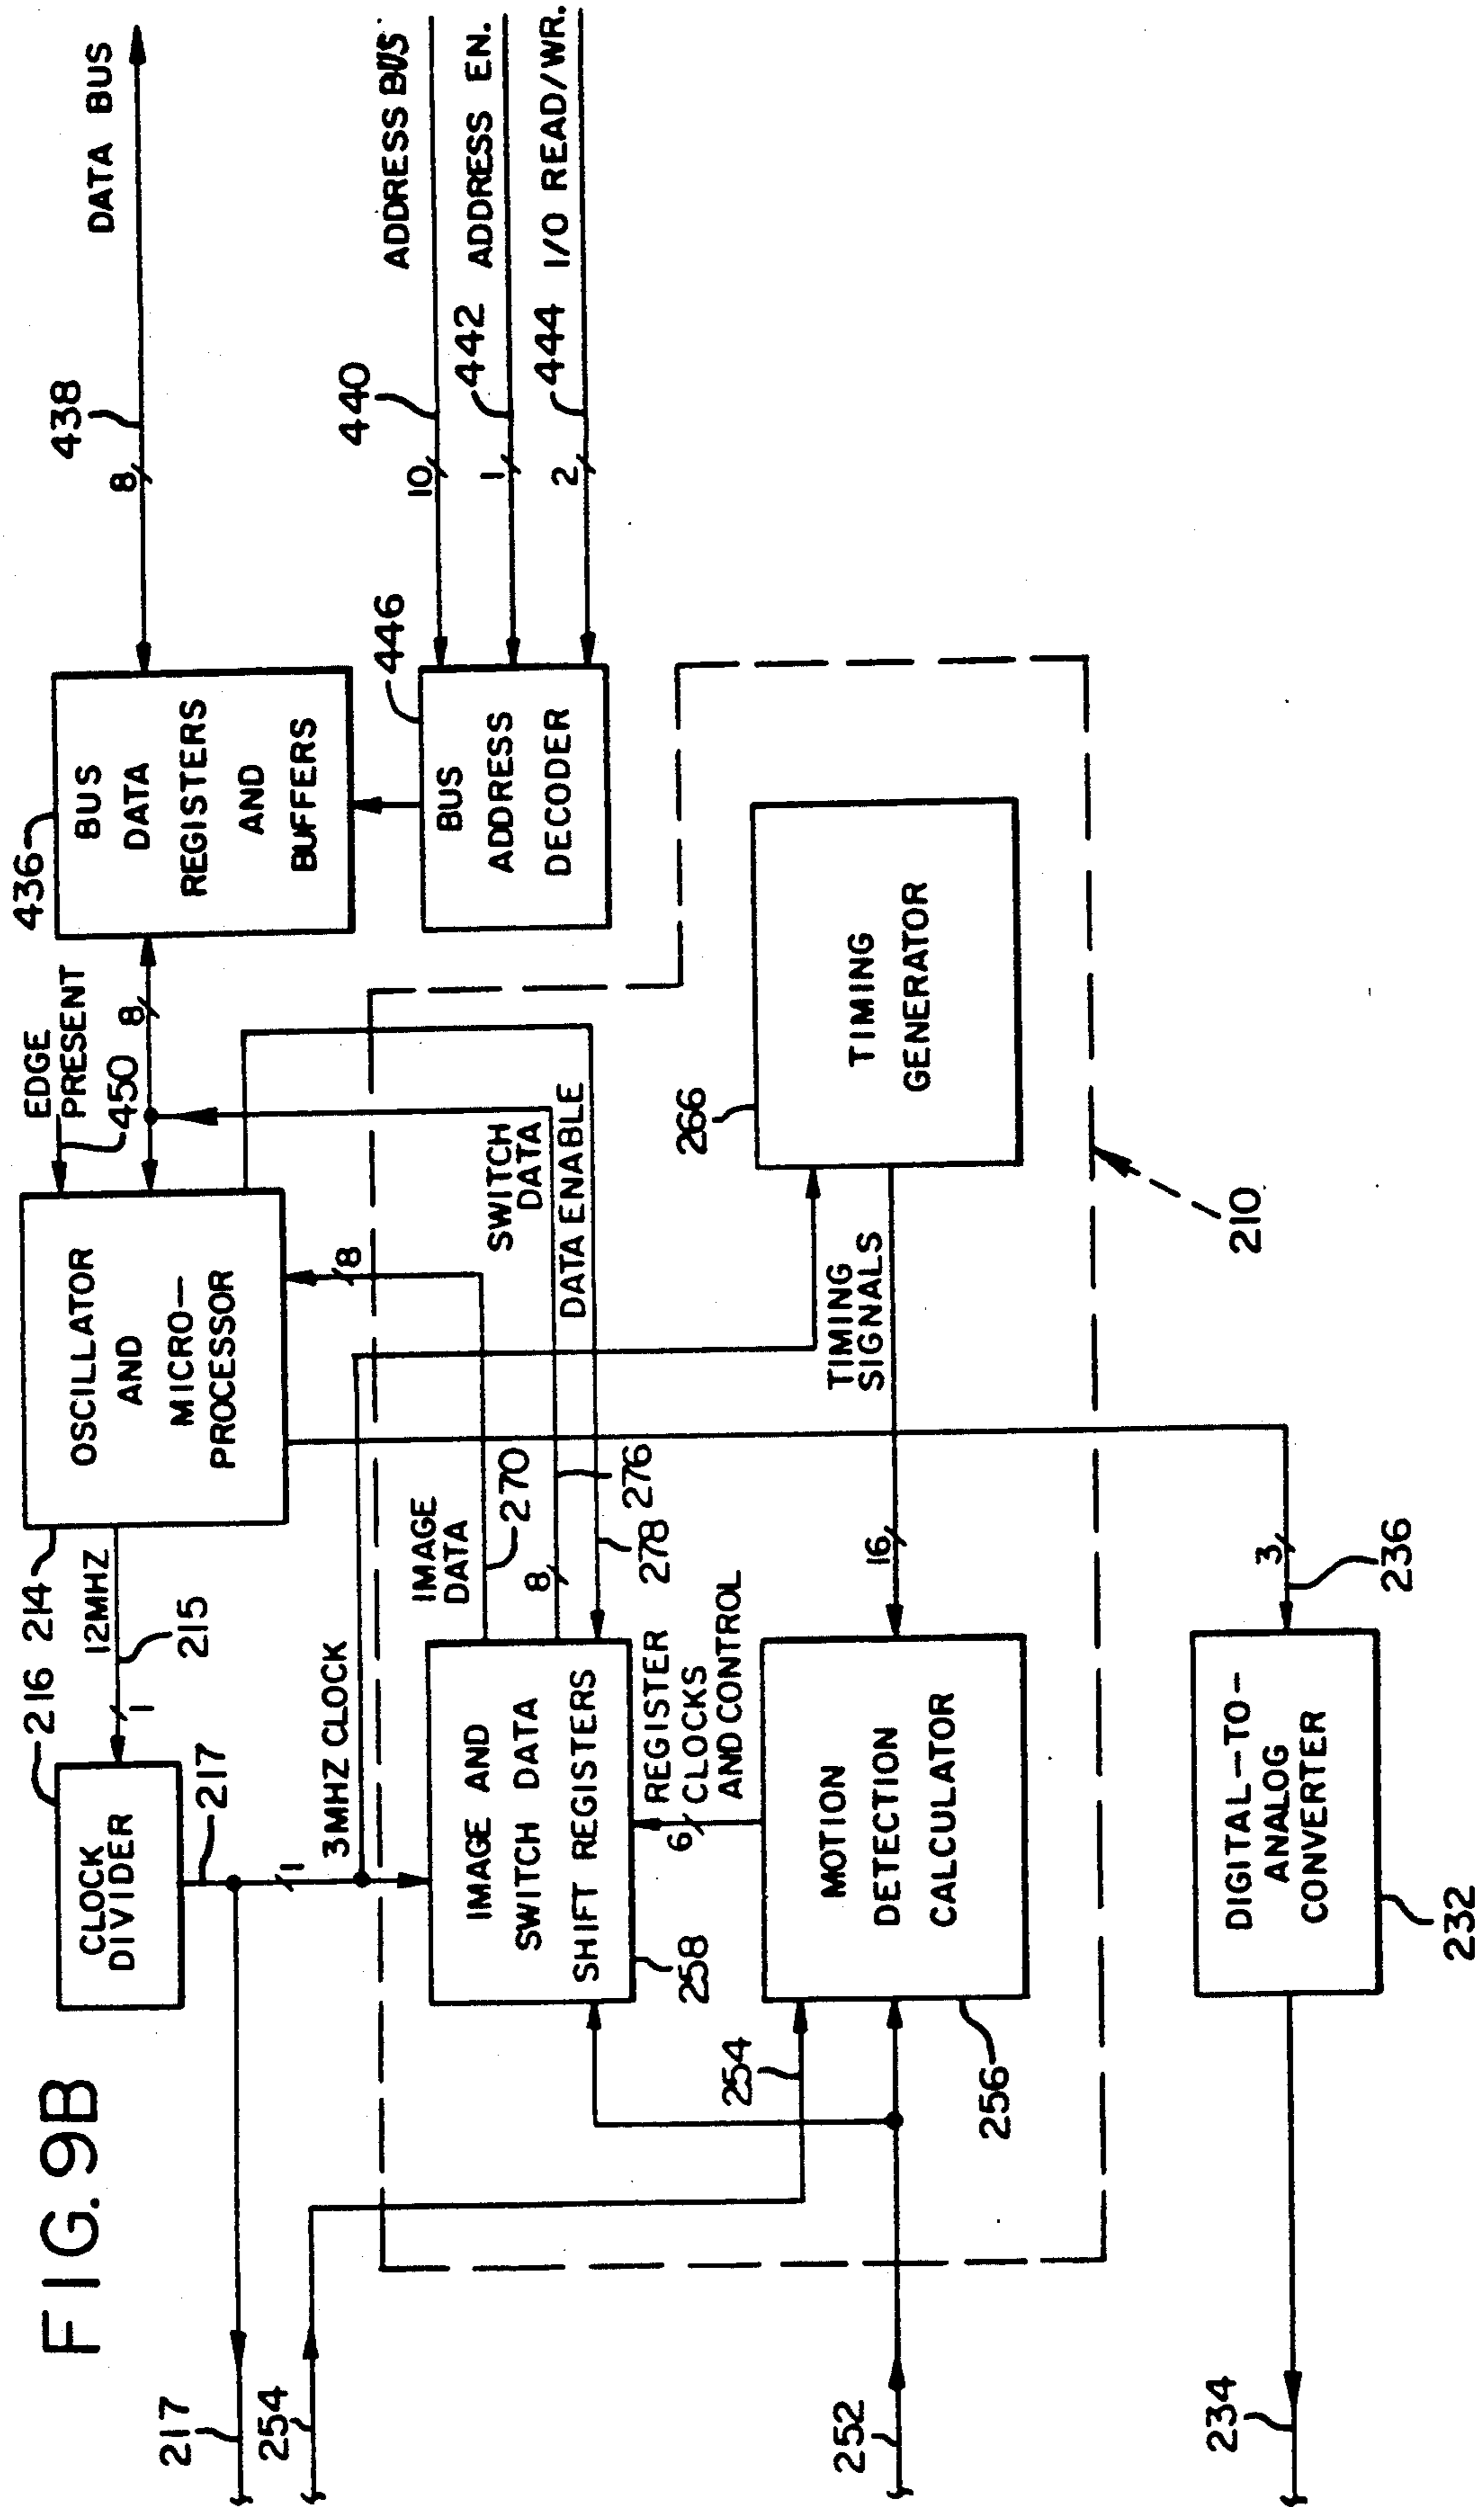 FIG. 9B
217
254
252
234
216
214
12MHZ
215
1
CLOCK
DIVIDER
217
1
3MHZ CLOCK
OSCILLATOR
AND
MICRO-
PROCESSOR
EDGE
PRESENT
450
8
436
BUS
DATA
REGISTERS
AND
BUFFERS
438
8
DATA BUS
446
BUS
ADDRESS
DECODER
440
10
ADDRESS BUS
442
1
ADDRESS EN.
444
2
I/O READ/WR.
IMAGE
DATA
270
8
SWITCH
DATA
DATA ENABLE
8
276
278
IMAGE AND
SWITCH DATA
SHIFT REGISTERS
258
REGISTER
CLOCKS
AND CONTROL
6
254
MOTION
DETECTION
CALCULATOR
256
16
TIMING
SIGNALS
266
TIMING
GENERATOR
210
DIGITAL-TO-
ANALOG
CONVERTER
232
3
236